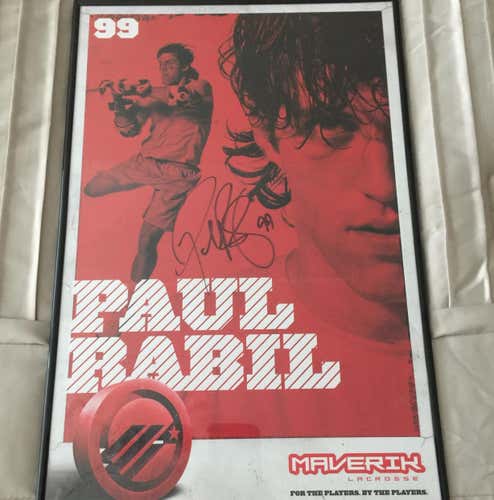 99
PAUL
RABIL
MAVERIK
LACROSSE
FOR THE PLAYERS. BY THE PLAYERS.